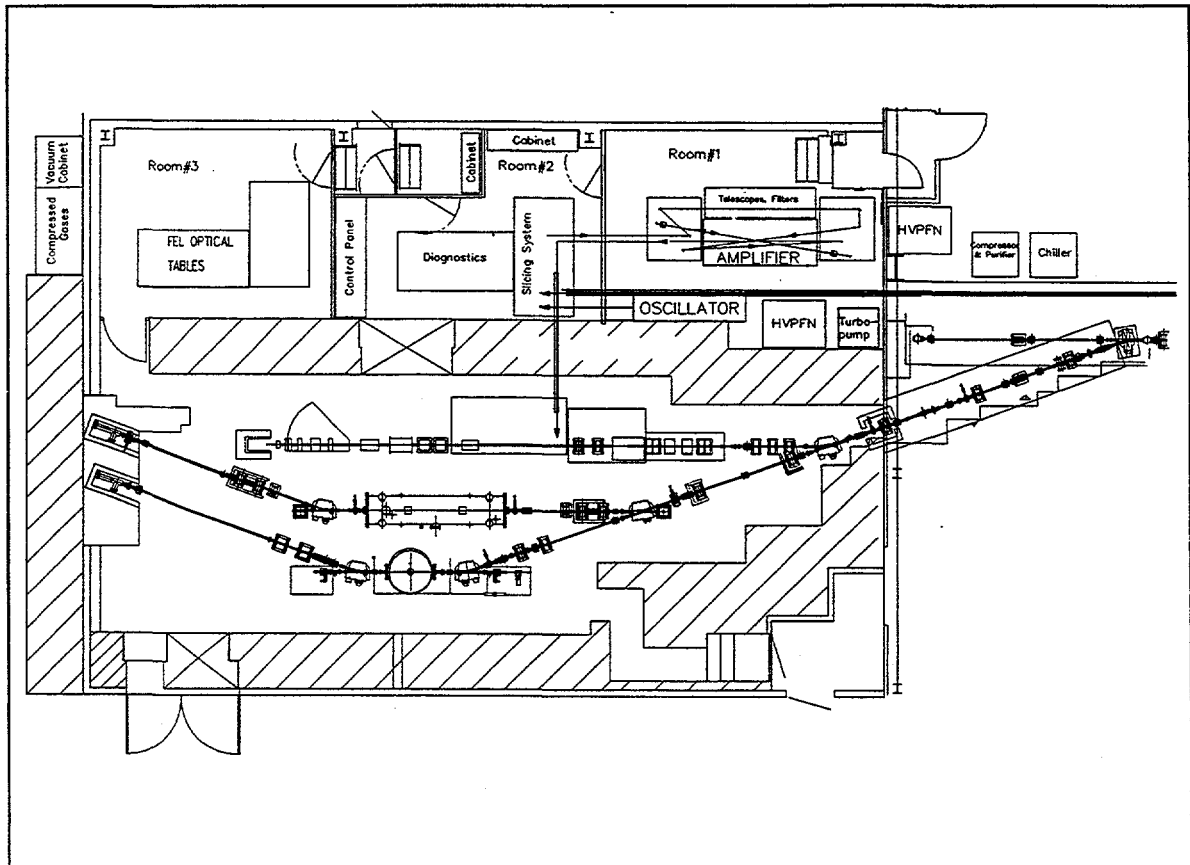 Vacuum
Cabinet
Compressed
Gases
Room#3
FEL OPTICAL
TABLES
Control Panel
Cabinet
Cabinet
Room#2
Diagnostics
Slicing System
Room#1
Telescopes, Filters
AMPLIFIER
OSCILLATOR
HVPFN
Turbo-
pump
HVPFN
Compressor
& Purifier
Chiller